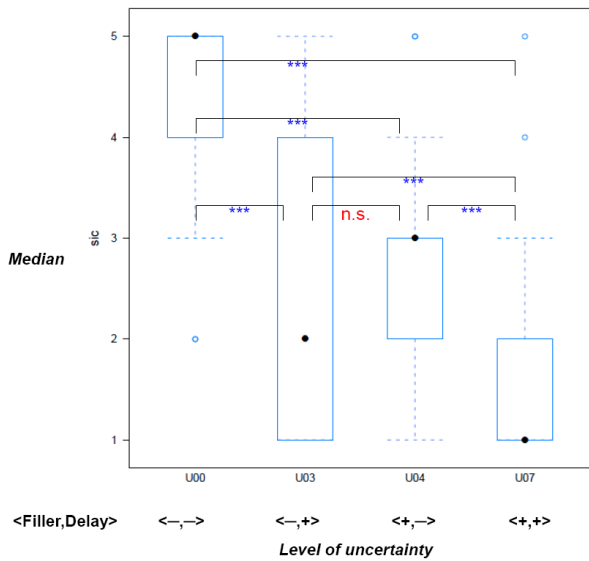 5
***
***
4
***
***
n.s.
***
Median
sic
3
2
1
U00
U03
U04
U07
<Filler,Delay>
<—,—>
<—,+>
<+,—>
<+,+>
Level of uncertainty